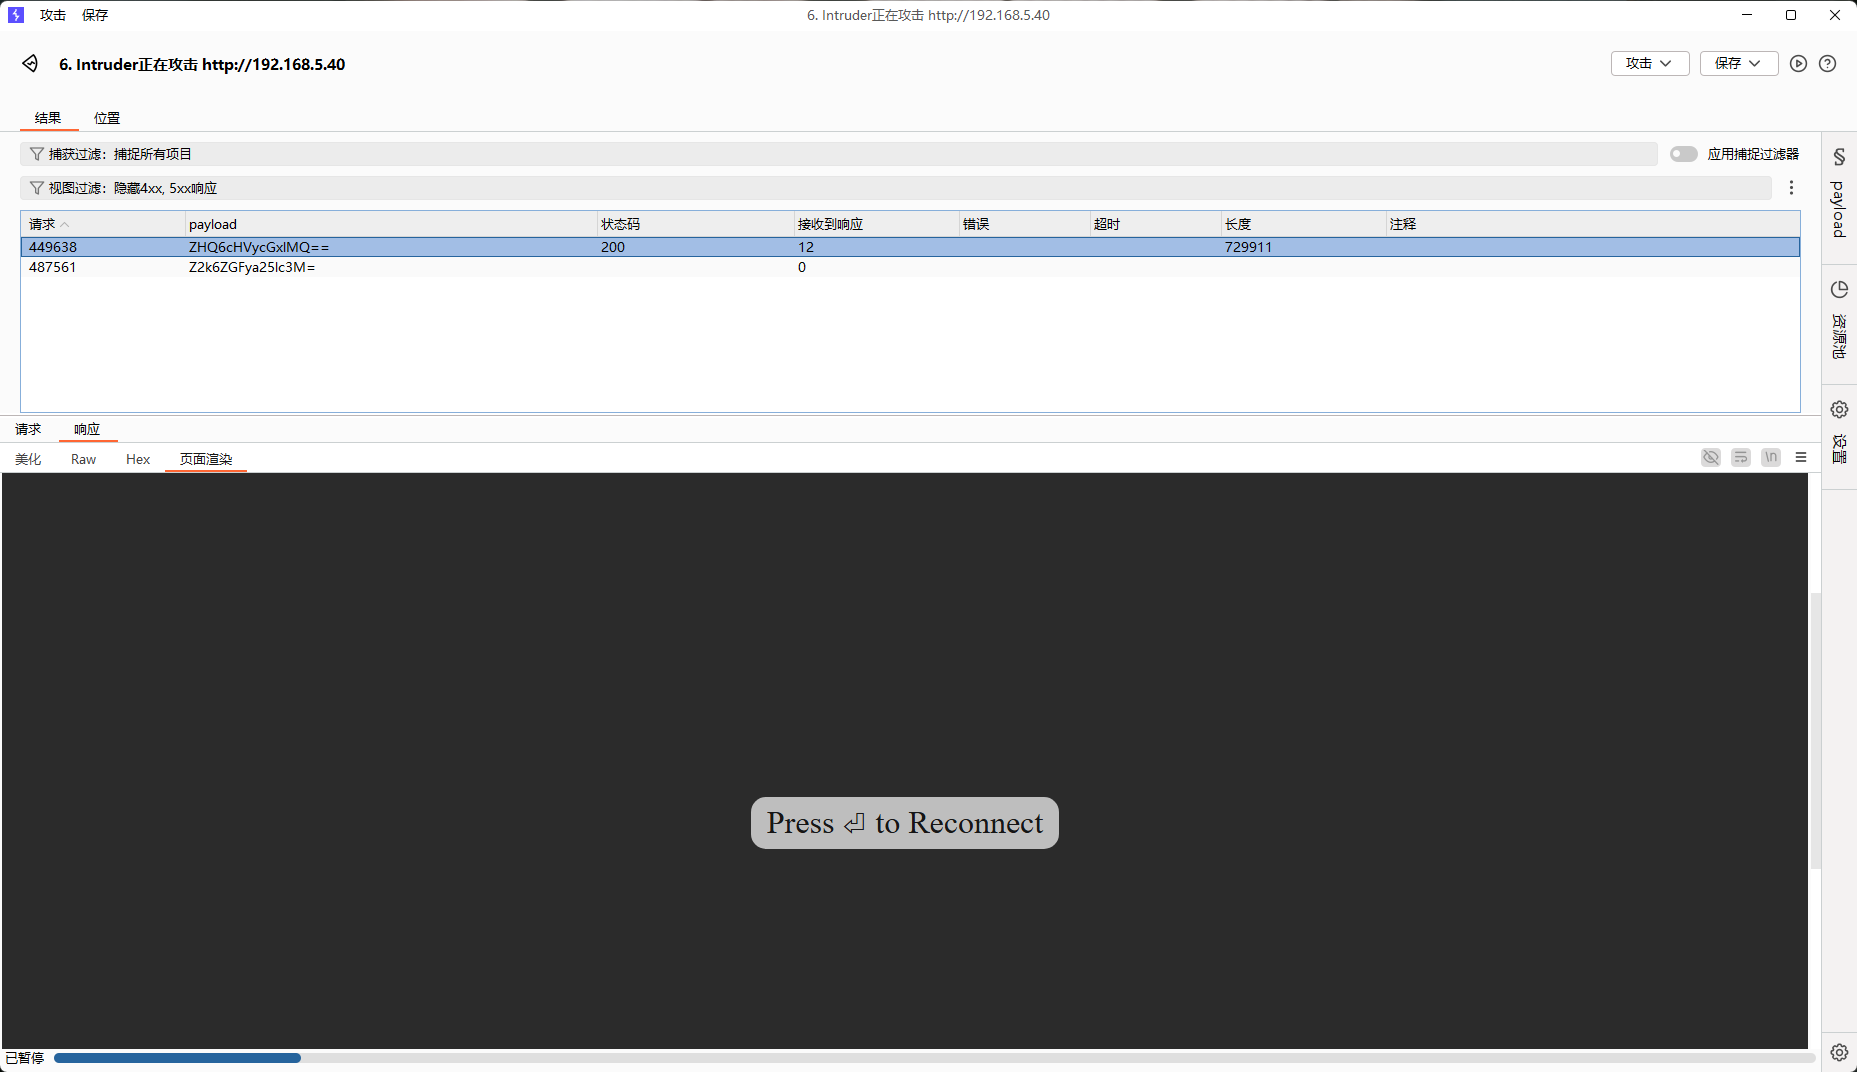 攻击 保存 6. Intruder正在攻击 http://192.168.5.40
6. Intruder正在攻击 http://192.168.5.40 攻击 保存
结果 位置
捕获过滤：捕捉所有项目 应用捕捉过滤器
视图过滤：隐藏4xx, 5xx响应
请求 payload 状态码 接收到响应 错误 超时 长度 注释
449638 ZHQ6cHVycGxlMQ== 200 12 729911
487561 Z2k6ZGFya25lc3M= 0
请求 响应
美化 Raw Hex 页面渲染 \n
Press ⏎ to Reconnect
已暂停
payload
资源池
设置